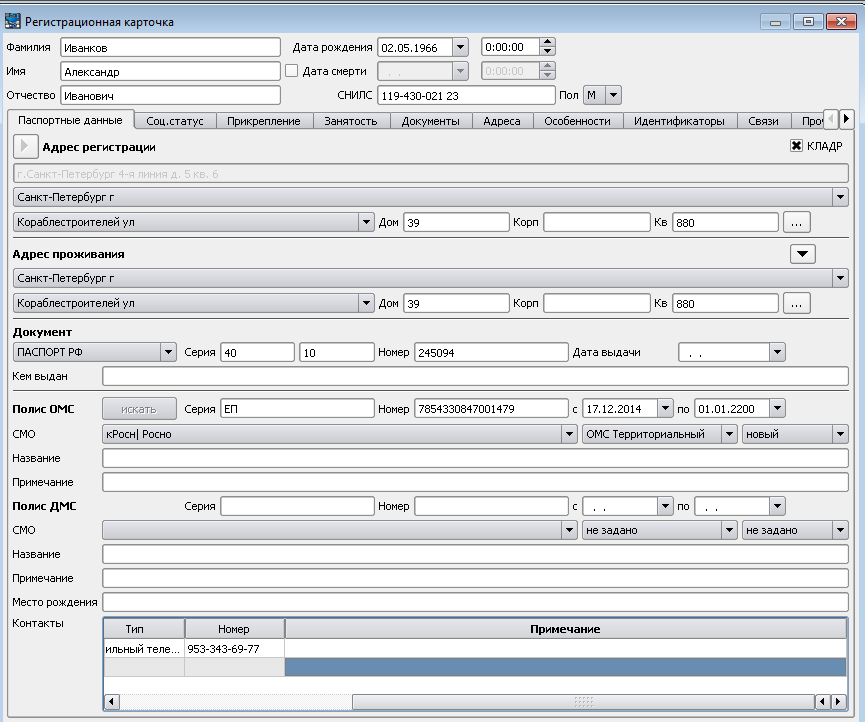 Регистрационная карточка
Фамилия Иванков Дата рождения 02.05.1966 0:00:00
Имя Александр Дата смерти . . 0:00:00
Отчество Иванович СНИЛС 119-430-021 23 Пол М
Паспортные данные Соц.статус Прикрепление Занятость Документы Адреса Особенности Идентификаторы Связи Про
Адрес регистрации КЛАДР
г.Санкт-Петербург 4-я линия д. 5 кв. 6
Санкт-Петербург г
Кораблестроителей ул Дом 39 Корп Кв 880 ...
Адрес проживания
Санкт-Петербург г
Кораблестроителей ул Дом 39 Корп Кв 880 ...
Документ
ПАСПОРТ РФ Серия 40 10 Номер 245094 Дата выдачи . .
Кем выдан
Полис ОМС искать Серия ЕП Номер 7854330847001479 с 17.12.2014 по 01.01.2200
СМО кРосн| Росно ОМС Территориальный новый
Название
Примечание
Полис ДМС Серия Номер с . . по . .
СМО не задано не задано
Название
Примечание
Место рождения
Контакты Тип Номер Примечание
ильный теле... 953-343-69-77